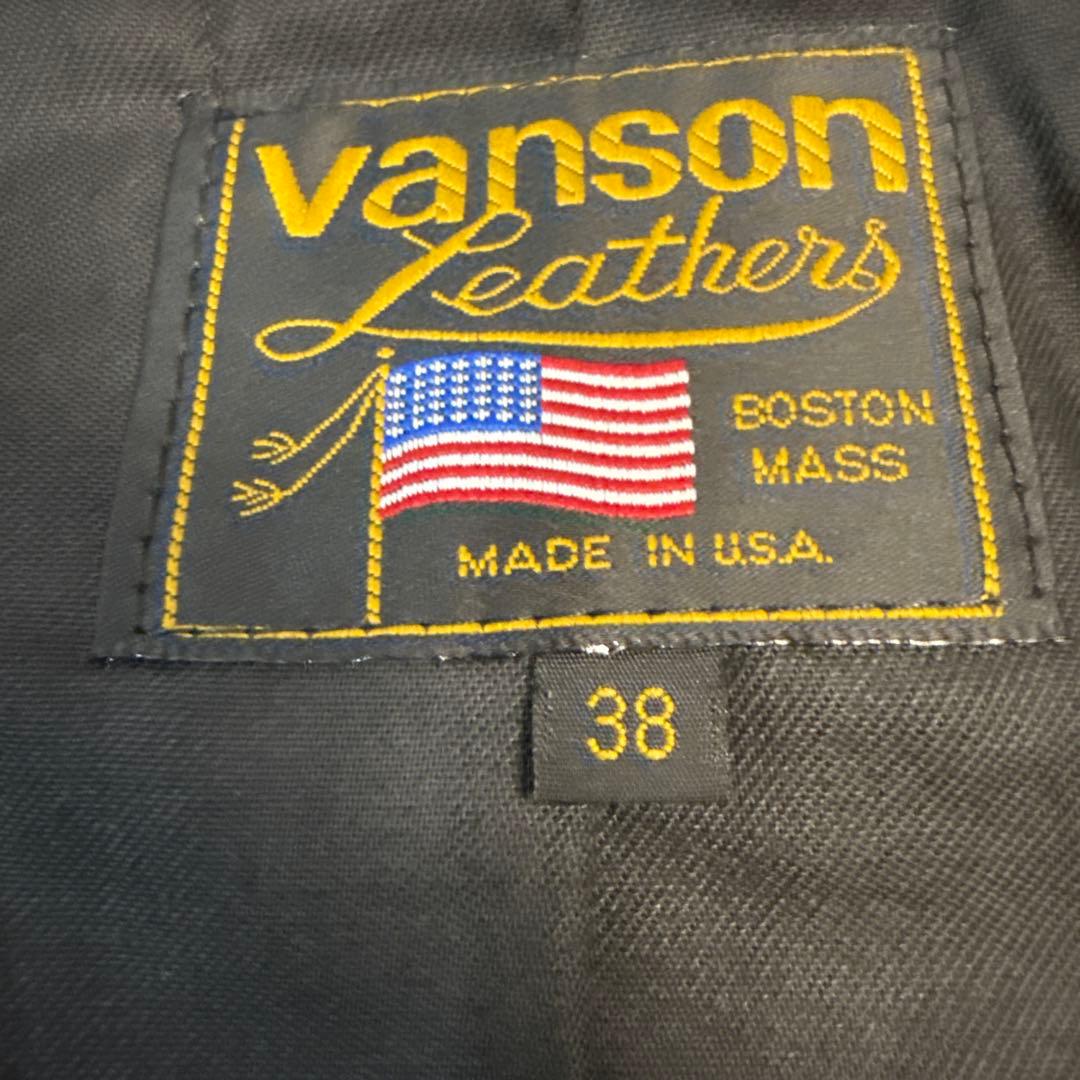 vanson
Leathers
BOSTON
MASS
MADE IN U.S.A.
38